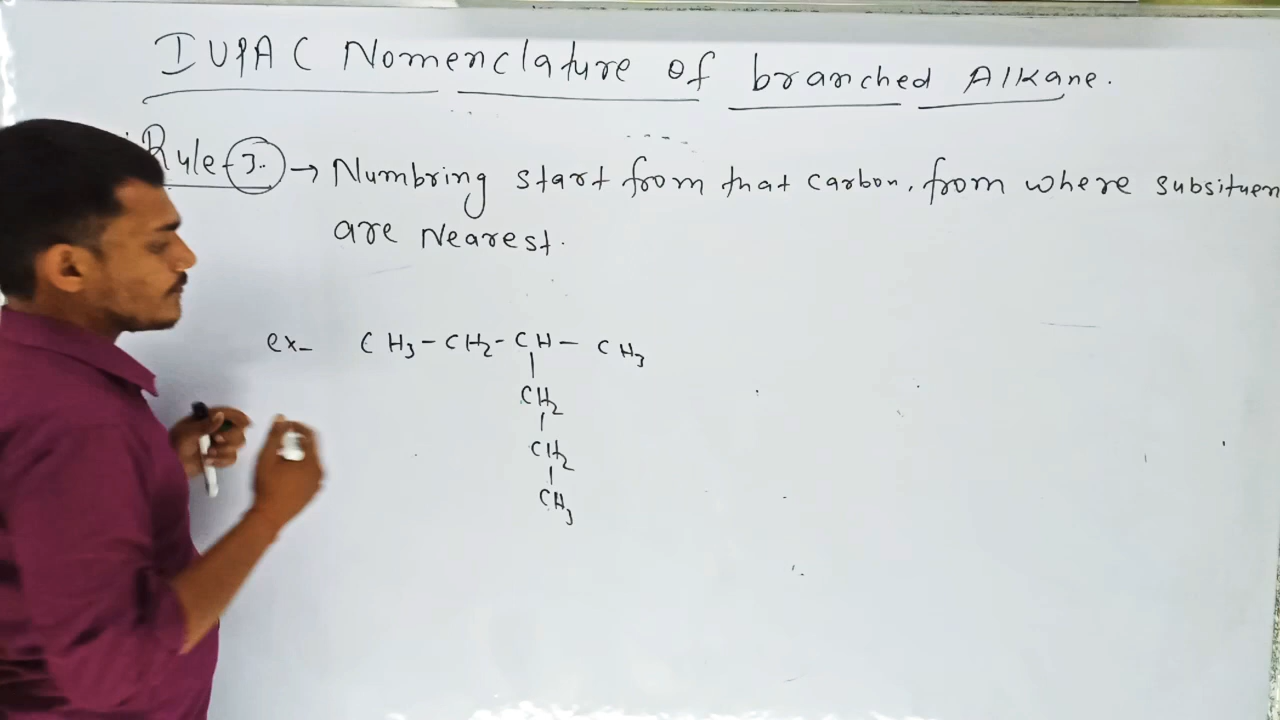 IUPAC Nomenclature of branched Alkane.
Rule-3. → Numbring start from that carbon, from where subsituen
are Nearest.
ex- CH3-CH2-CH-CH3
|
CH2
|
CH2
|
CH3